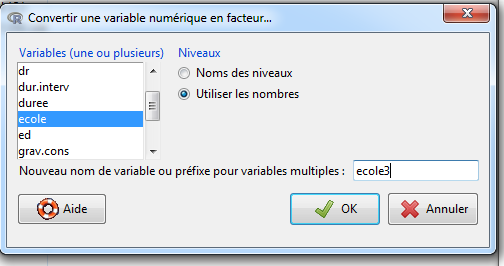 Convertir une variable numérique en facteur...
Variables (une ou plusieurs)
Niveaux
dr
dur.interv
duree
ecole
ed
grav.cons
Noms des niveaux
Utiliser les nombres
Nouveau nom de variable ou préfixe pour variables multiples :
ecole3
Aide
OK
Annuler